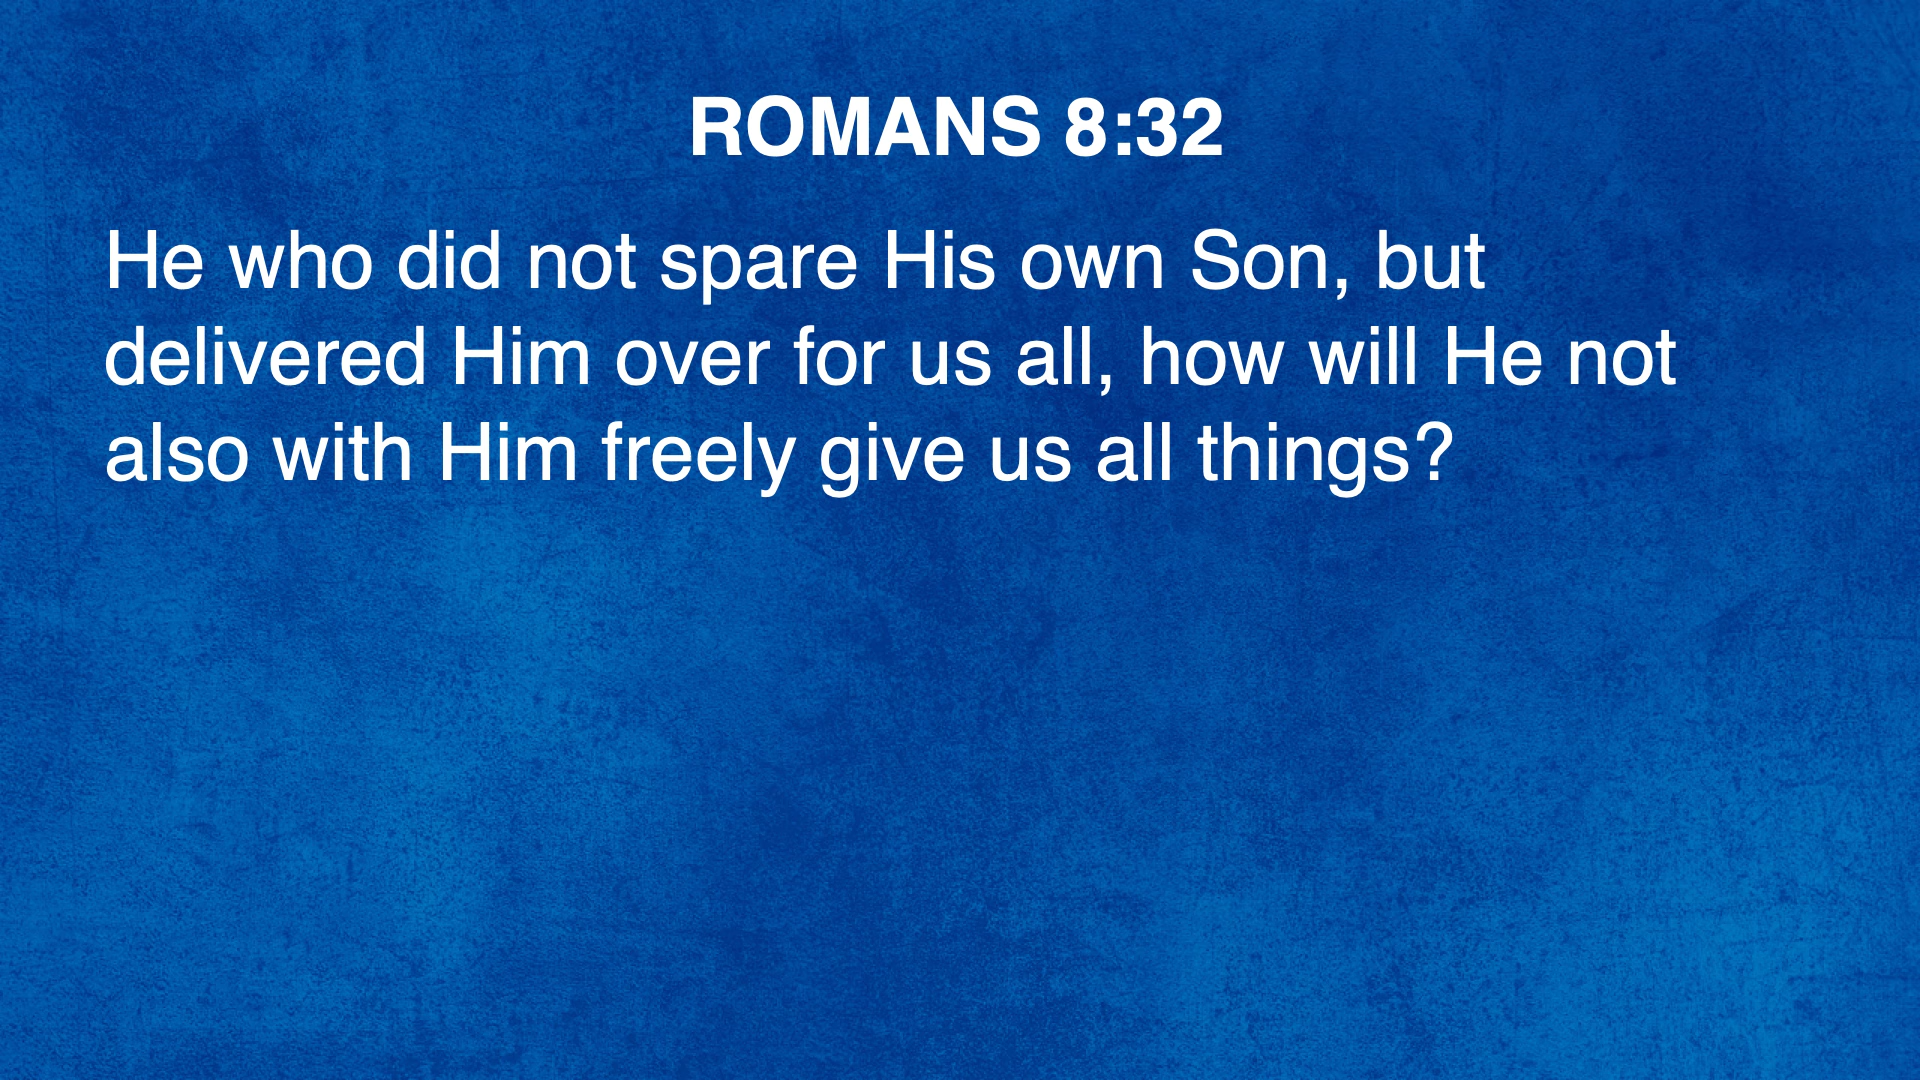 ROMANS 8:32
He who did not spare His own Son, but
delivered Him over for us all, how will He not
also with Him freely give us all things?